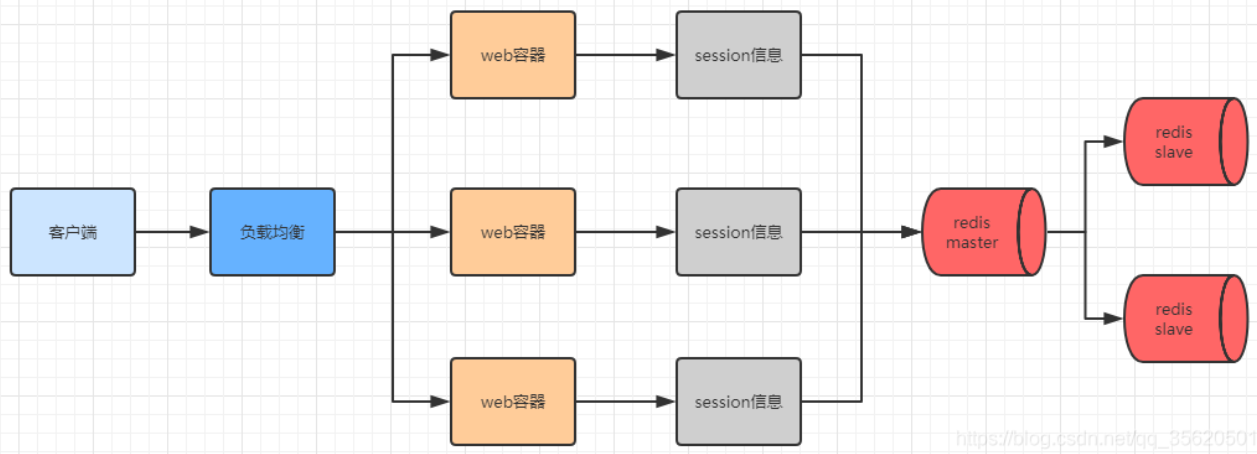 客户端
负载均衡
web容器
session信息
web容器
session信息
web容器
session信息
redis
master
redis
slave
redis
slave
https://blog.csdn.net/qq_35620501